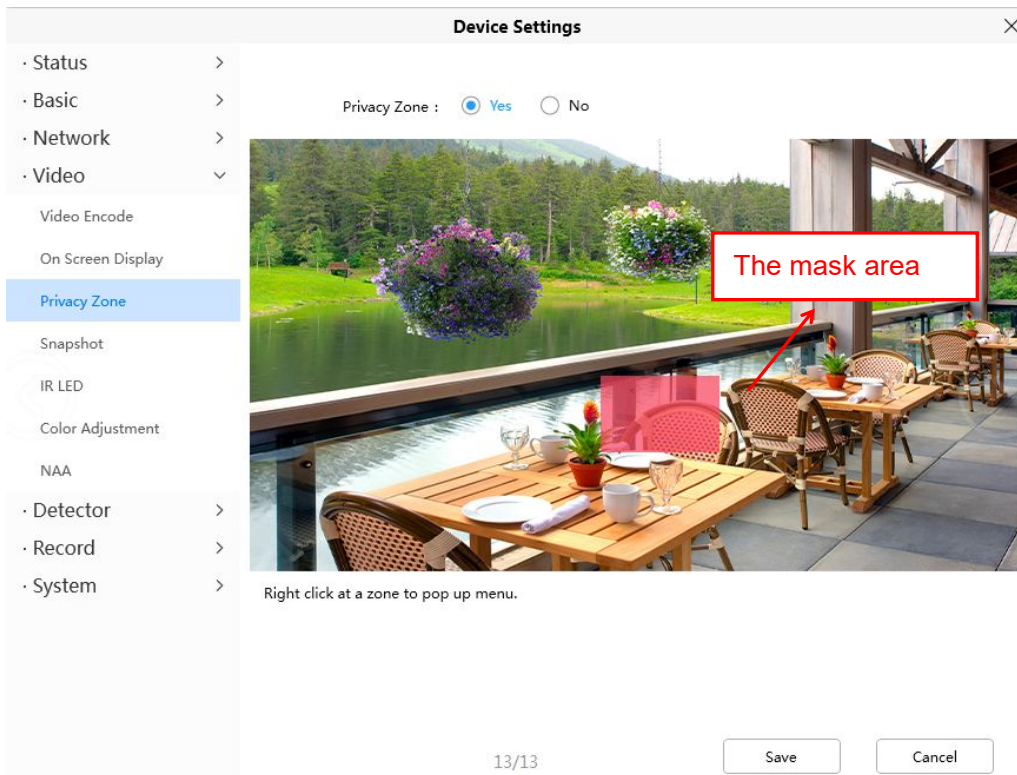 Device Settings
· Status
· Basic
· Network
· Video
Video Encode
On Screen Display
Privacy Zone
Snapshot
IR LED
Color Adjustment
NAA
· Detector
· Record
· System
Privacy Zone : Yes No
The mask area
Right click at a zone to pop up menu.
13/13
Save
Cancel